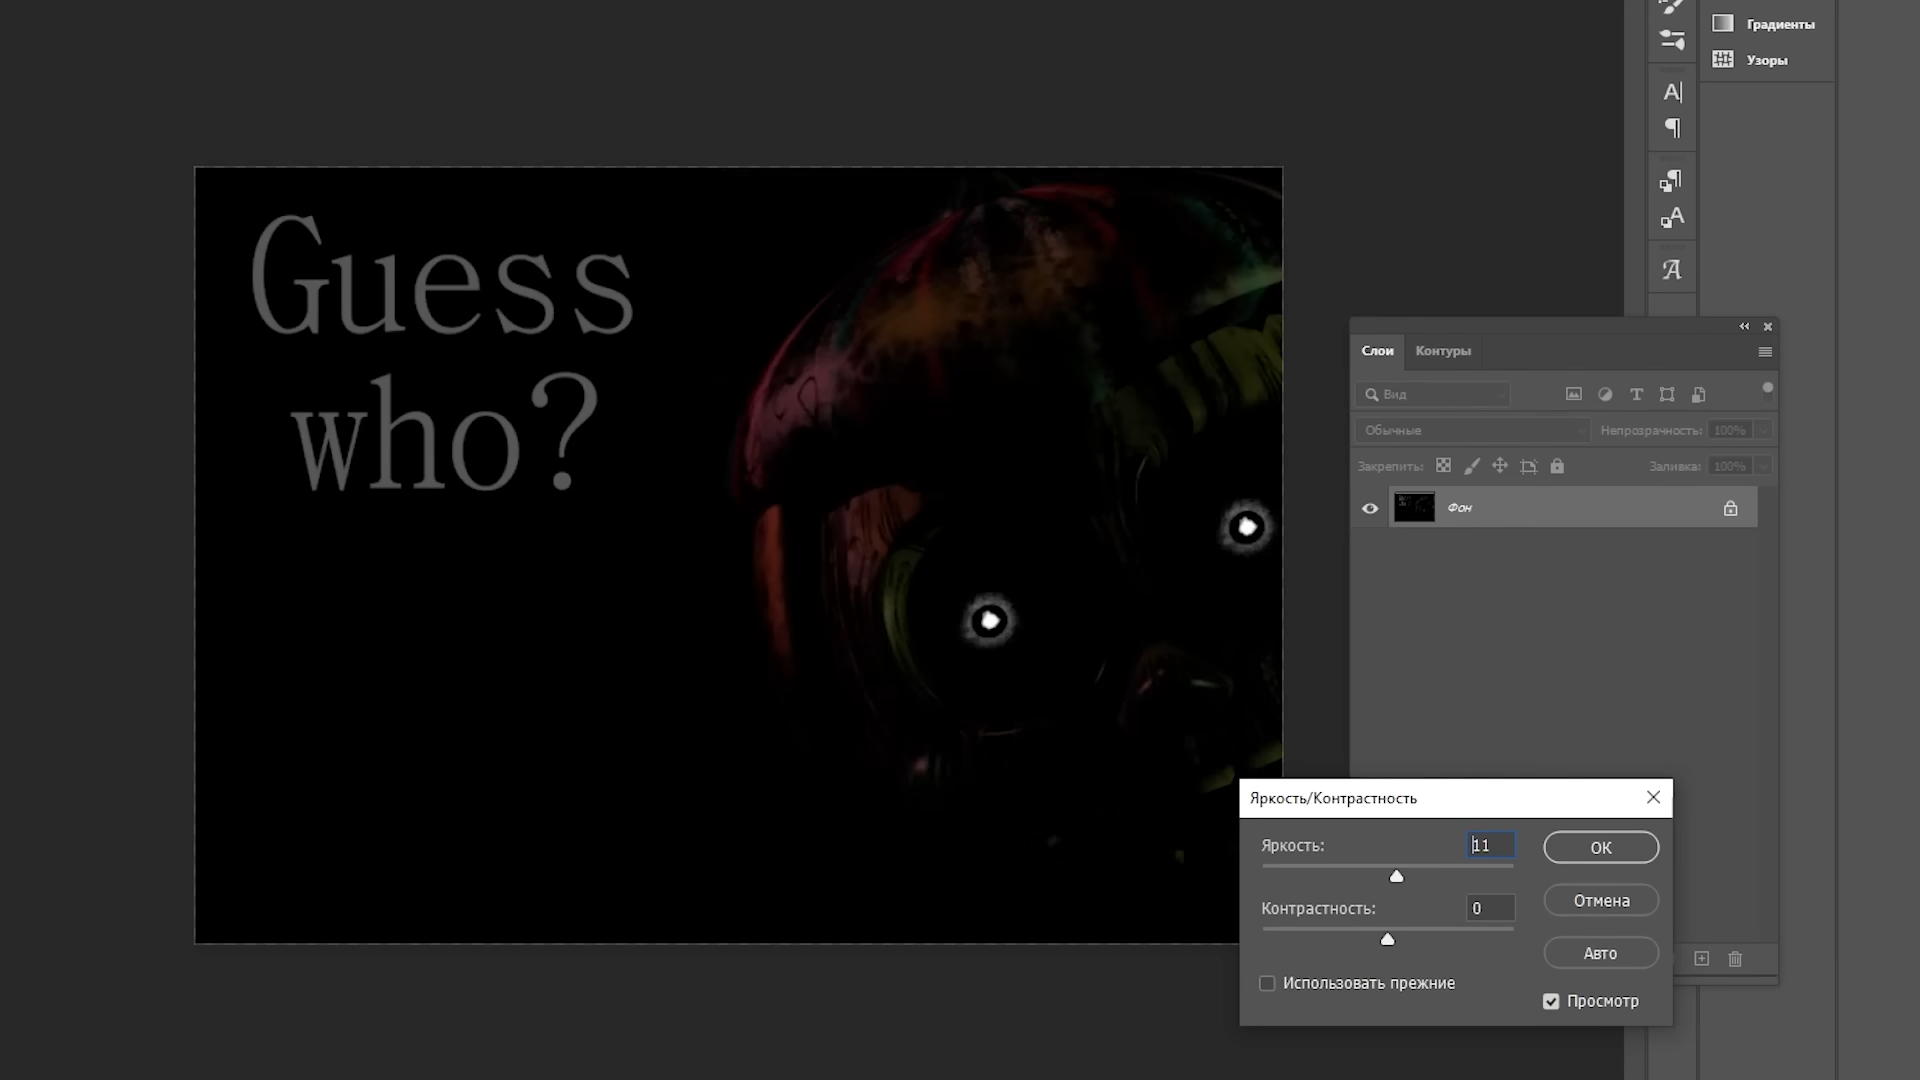 Градиенты
Узоры
Guess
who?
Слои Контуры
Вид
Обычные Непрозрачность: 100%
Закрепить: Заливка: 100%
Фон
Яркость/Контрастность
Яркость: 11
OK
Контрастность: 0
Отмена
Авто
Использовать прежние
Просмотр